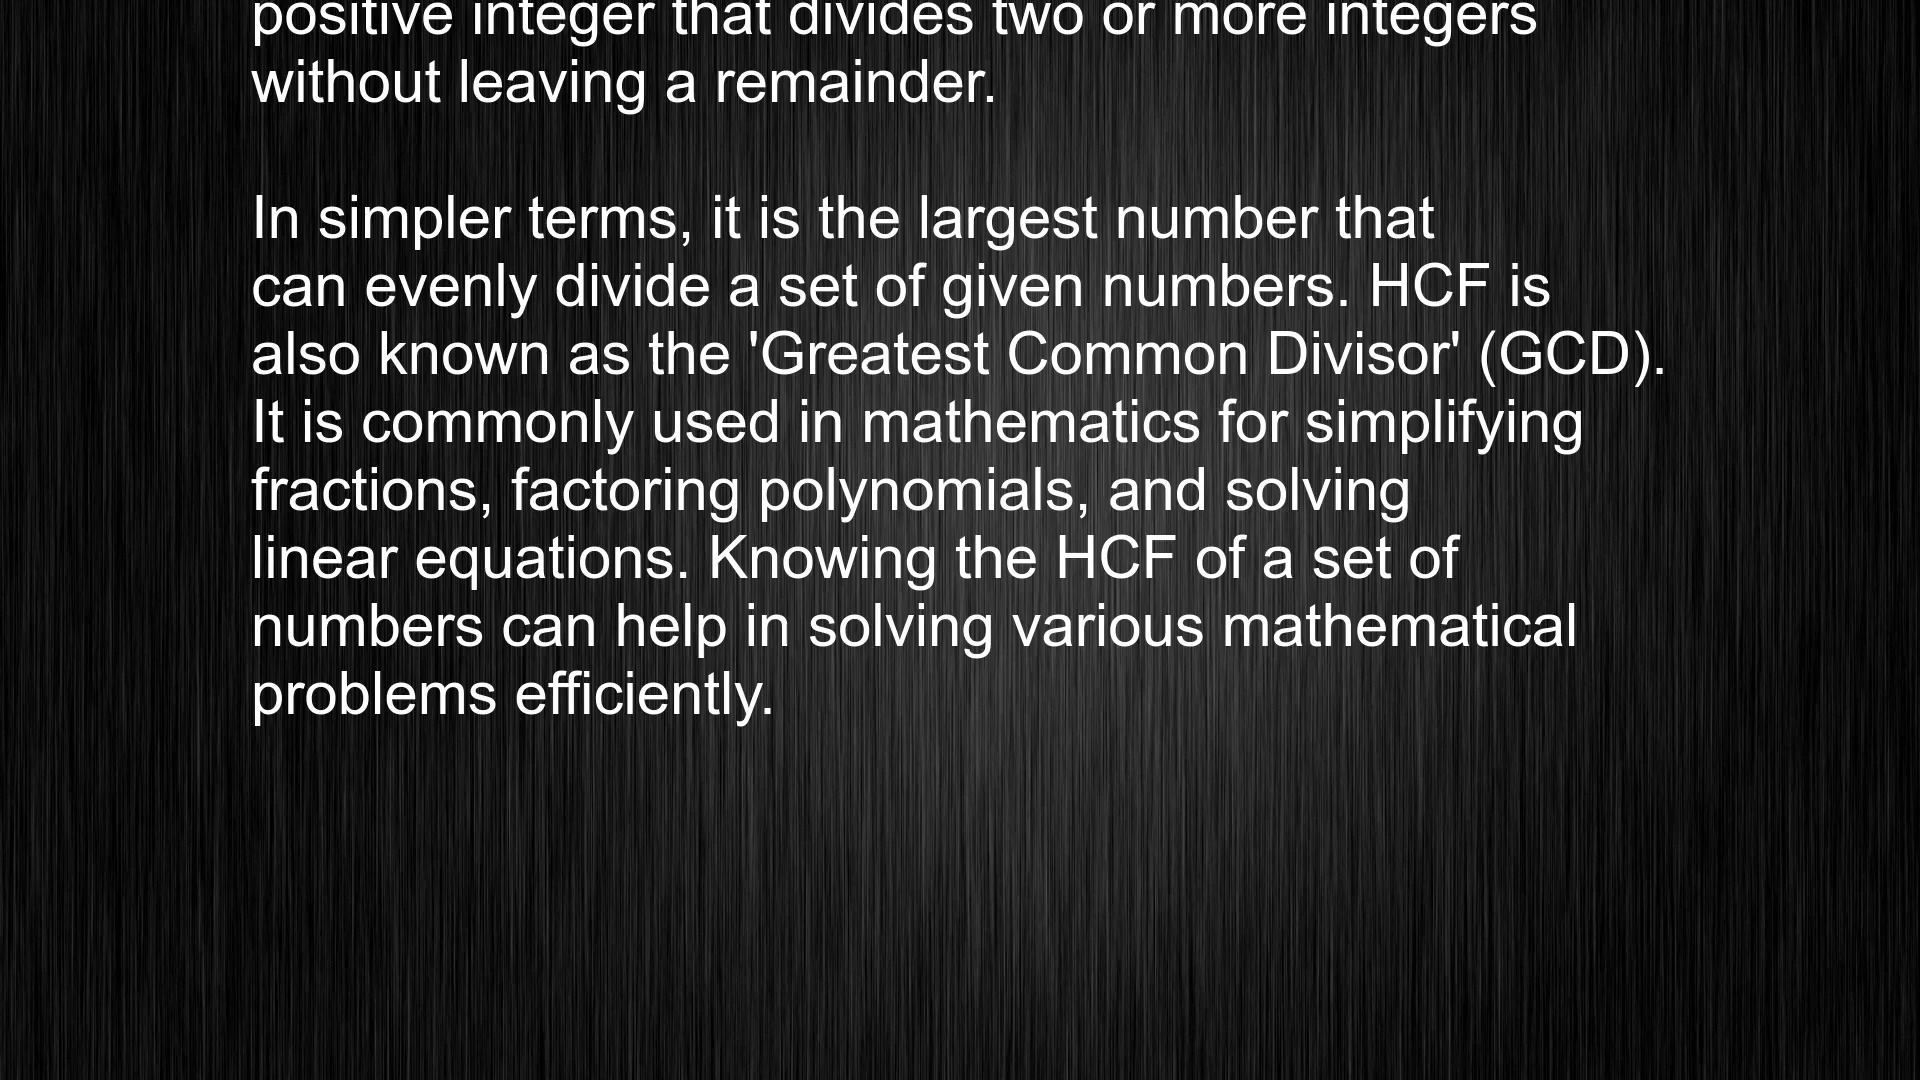 positive integer that divides two or more integers
without leaving a remainder.
In simpler terms, it is the largest number that
can evenly divide a set of given numbers. HCF is
also known as the 'Greatest Common Divisor' (GCD).
It is commonly used in mathematics for simplifying
fractions, factoring polynomials, and solving
linear equations. Knowing the HCF of a set of
numbers can help in solving various mathematical
problems efficiently.